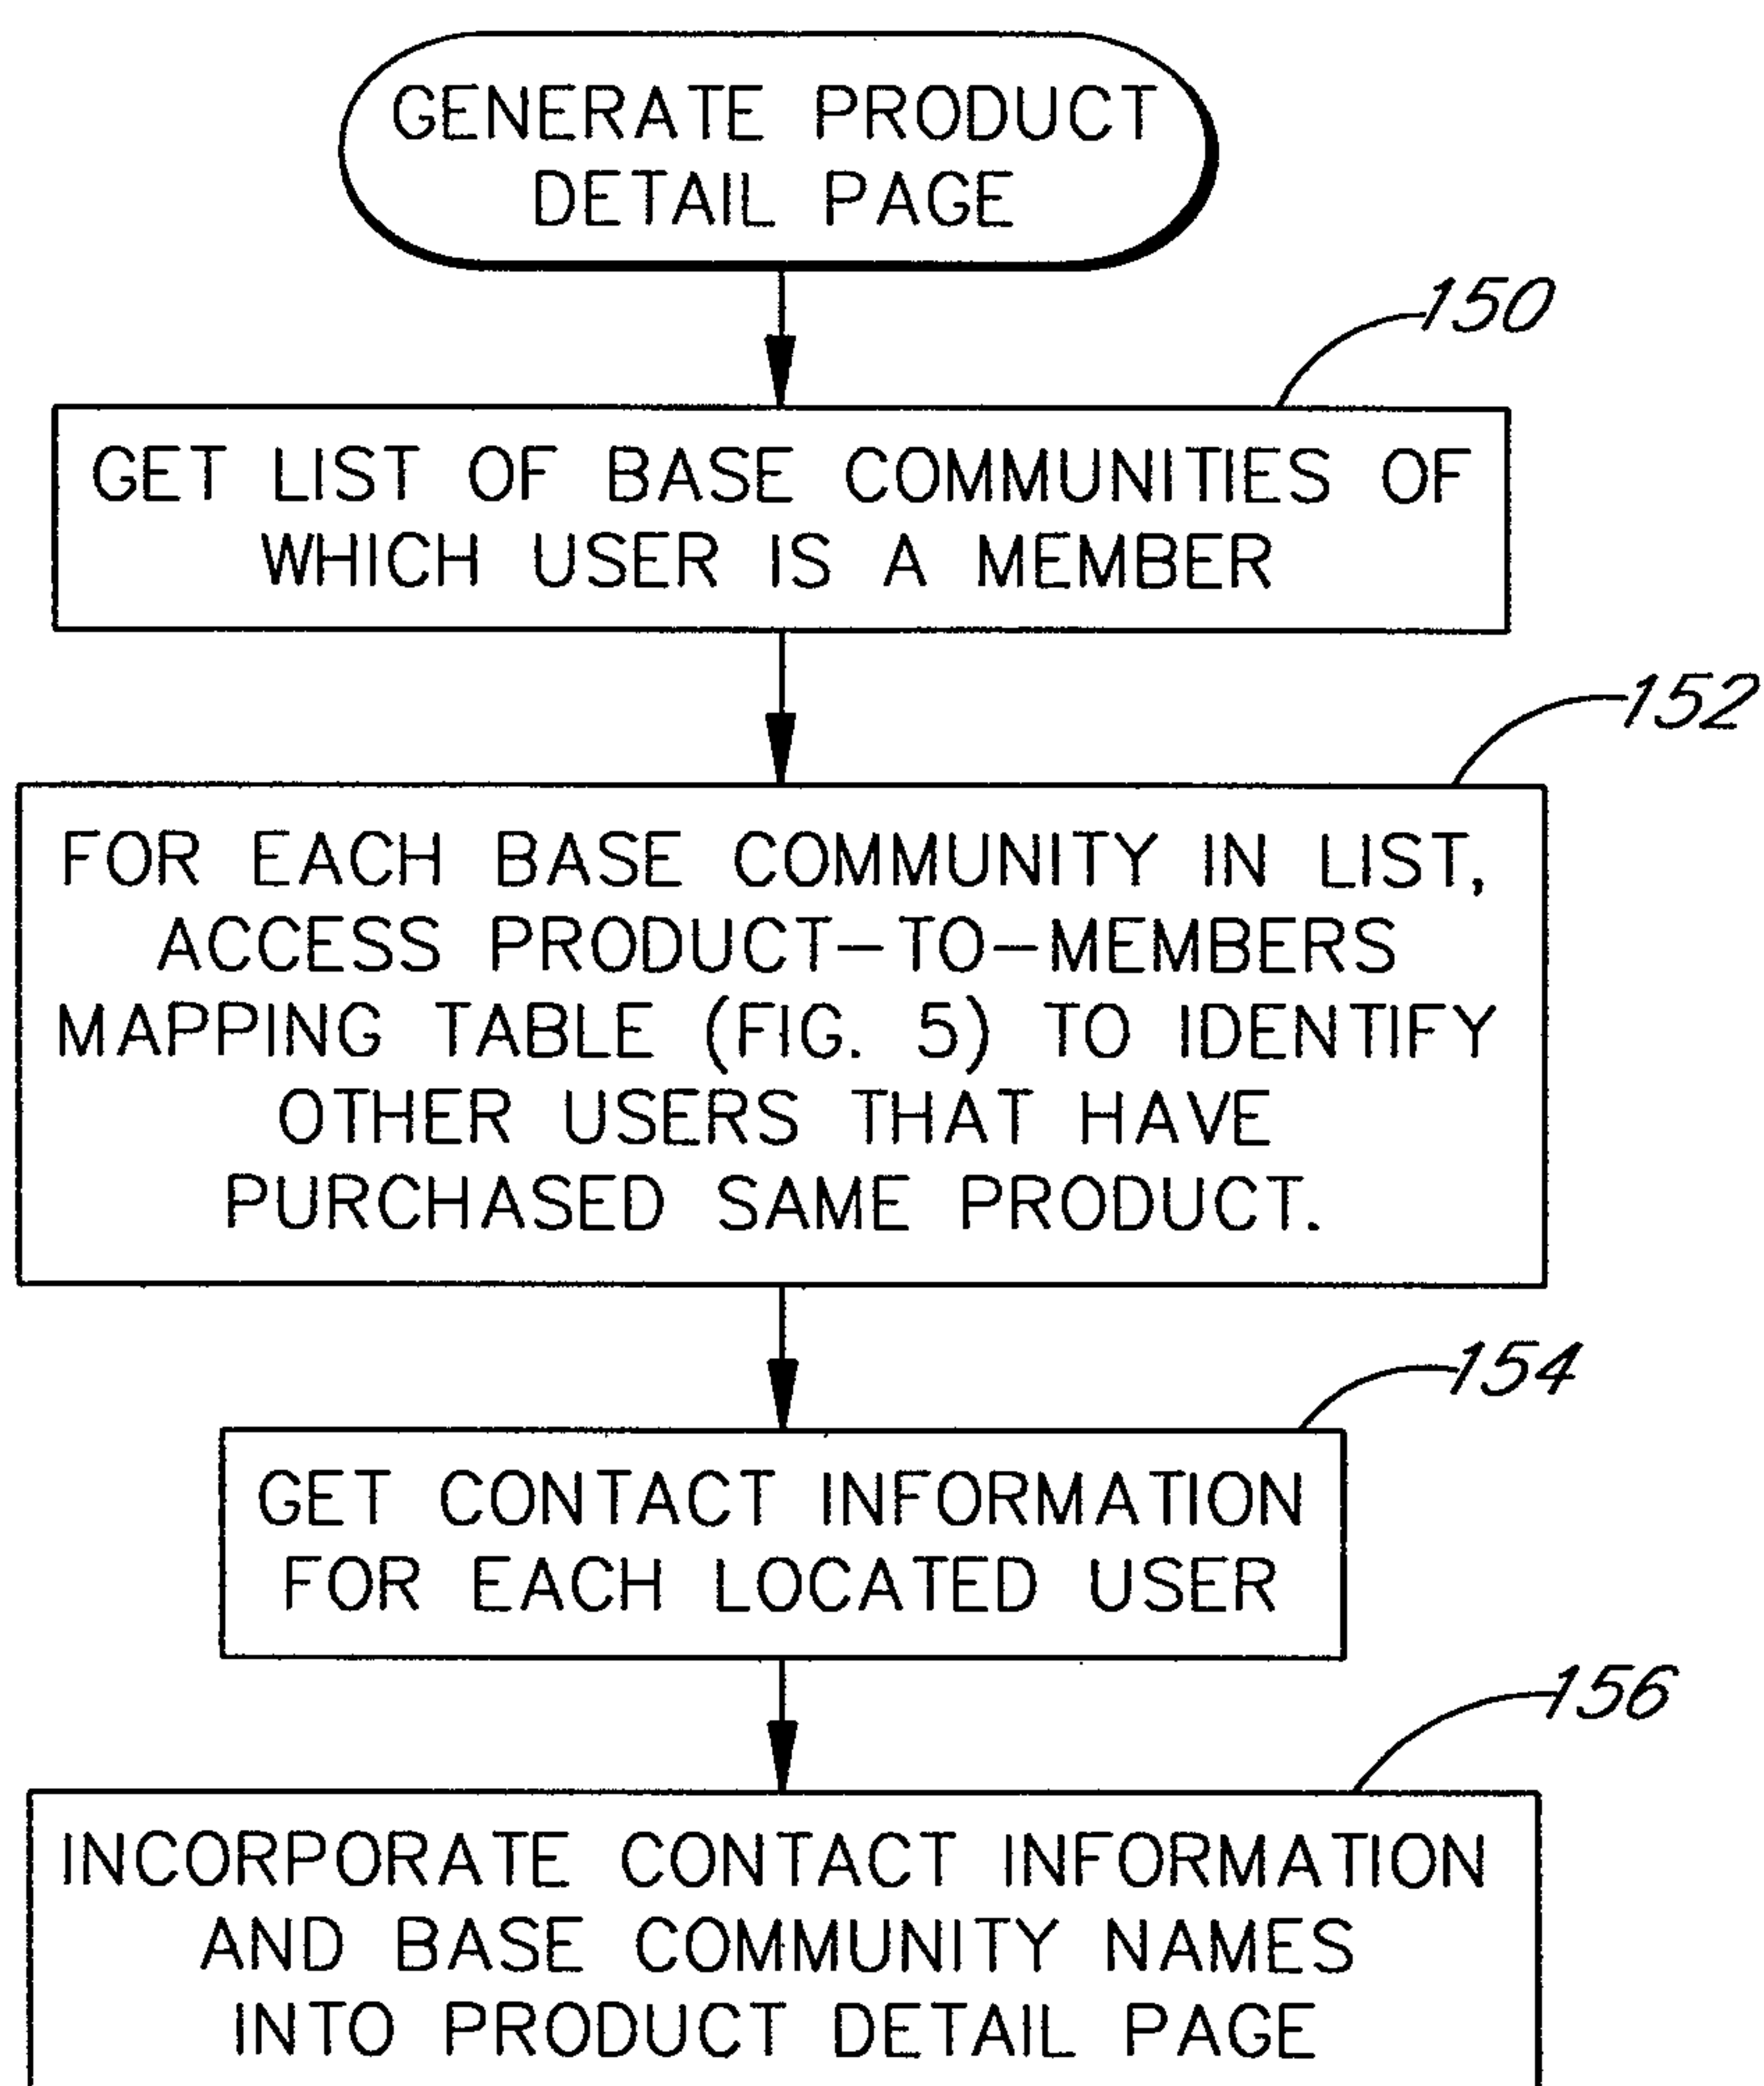 GENERATE PRODUCT
DETAIL PAGE
150
GET LIST OF BASE COMMUNITIES OF
WHICH USER IS A MEMBER
152
FOR EACH BASE COMMUNITY IN LIST,
ACCESS PRODUCT-TO-MEMBERS
MAPPING TABLE (FIG. 5) TO IDENTIFY
OTHER USERS THAT HAVE
PURCHASED SAME PRODUCT.
154
GET CONTACT INFORMATION
FOR EACH LOCATED USER
156
INCORPORATE CONTACT INFORMATION
AND BASE COMMUNITY NAMES
INTO PRODUCT DETAIL PAGE